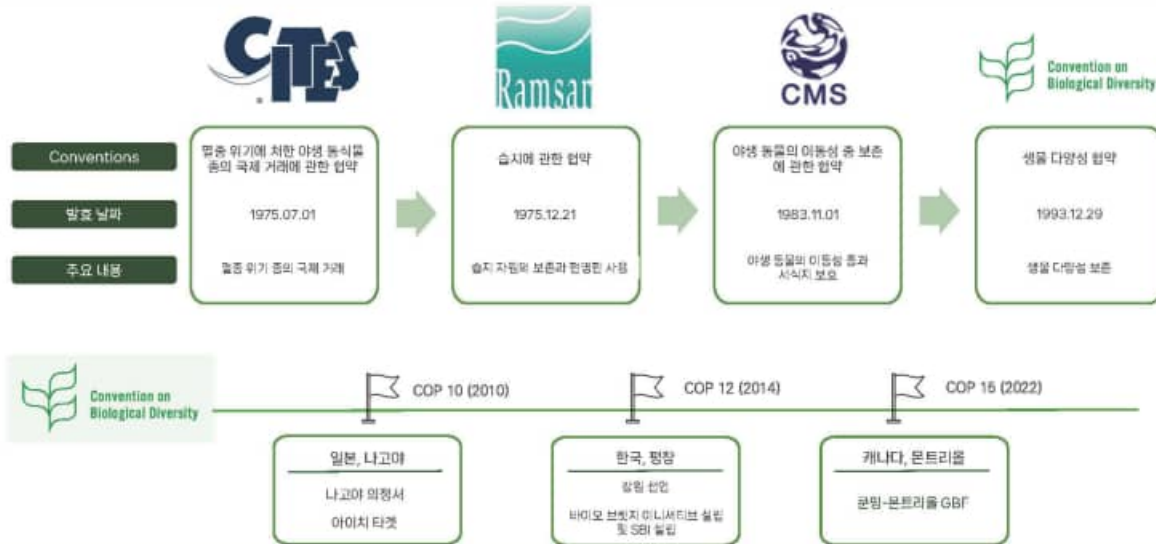 CITES
Ramsar
CMS
Convention on
Biological Diversity
Conventions
멸종 위기에 처한 야생 동식물
종의 국제 거래에 관한 협약
습지에 관한 협약
야생 동물의 이동성 종 보존
에 관한 협약
생물 다양성 협약
발효 날짜
1975.07.01
1975.12.21
1983.11.01
1993.12.29
주요 내용
멸종 위기 종의 국제 거래
습지 자원의 보존과 현명한 사용
야생 동물의 이동성 종과
서식지 보호
생물 다양성 보존
Convention on
Biological Diversity
COP 10 (2010)
COP 12 (2014)
COP 15 (2022)
일본, 나고야
나고야 의정서
아이치 타겟
한국, 평창
강원 선언
바이오 브릿지 이니셔티브 설립
및 SBI 설립
캐나다, 몬트리올
쿤밍-몬트리올 GBF